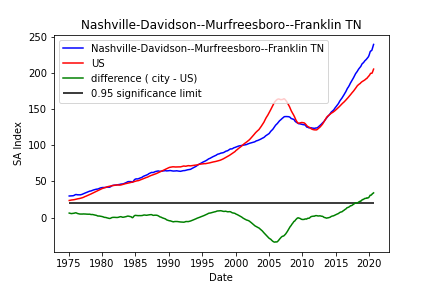 Nashville-Davidson--Murfreesboro--Franklin TN
250
200
150
100
50
0
SA Index
Nashville-Davidson--Murfreesboro--Franklin TN
US
difference ( city - US)
0.95 significance limit
1975 1980 1985 1990 1995 2000 2005 2010 2015 2020
Date